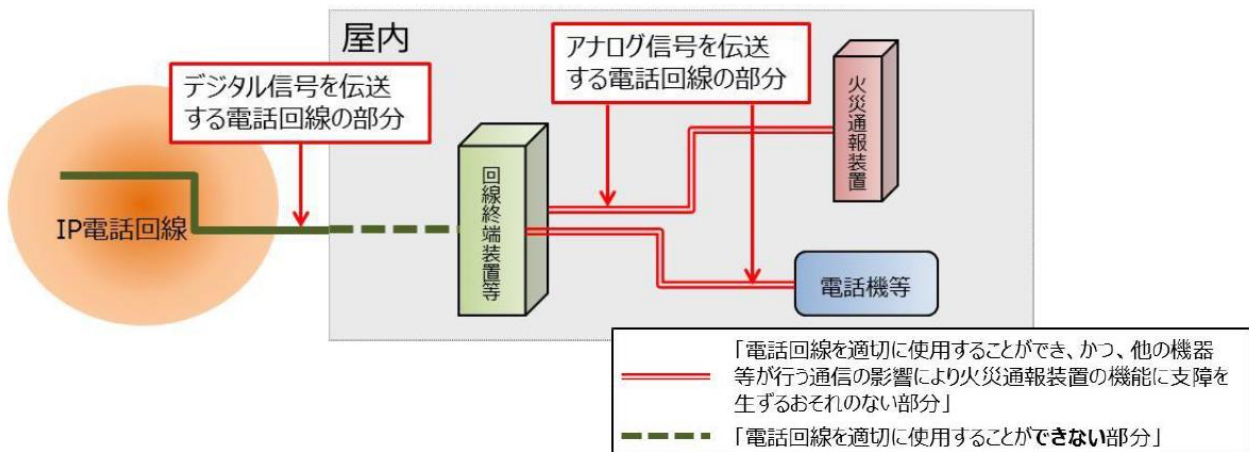 屋内
デジタル信号を伝送
する電話回線の部分
アナログ信号を伝送
する電話回線の部分
火災通報装置
回線終端装置等
IP電話回線
電話機等
「電話回線を適切に使用することができ、かつ、他の機器
等が行う通信の影響により火災通報装置の機能に支障を
生ずるおそれのない部分」
「電話回線を適切に使用することができない部分」